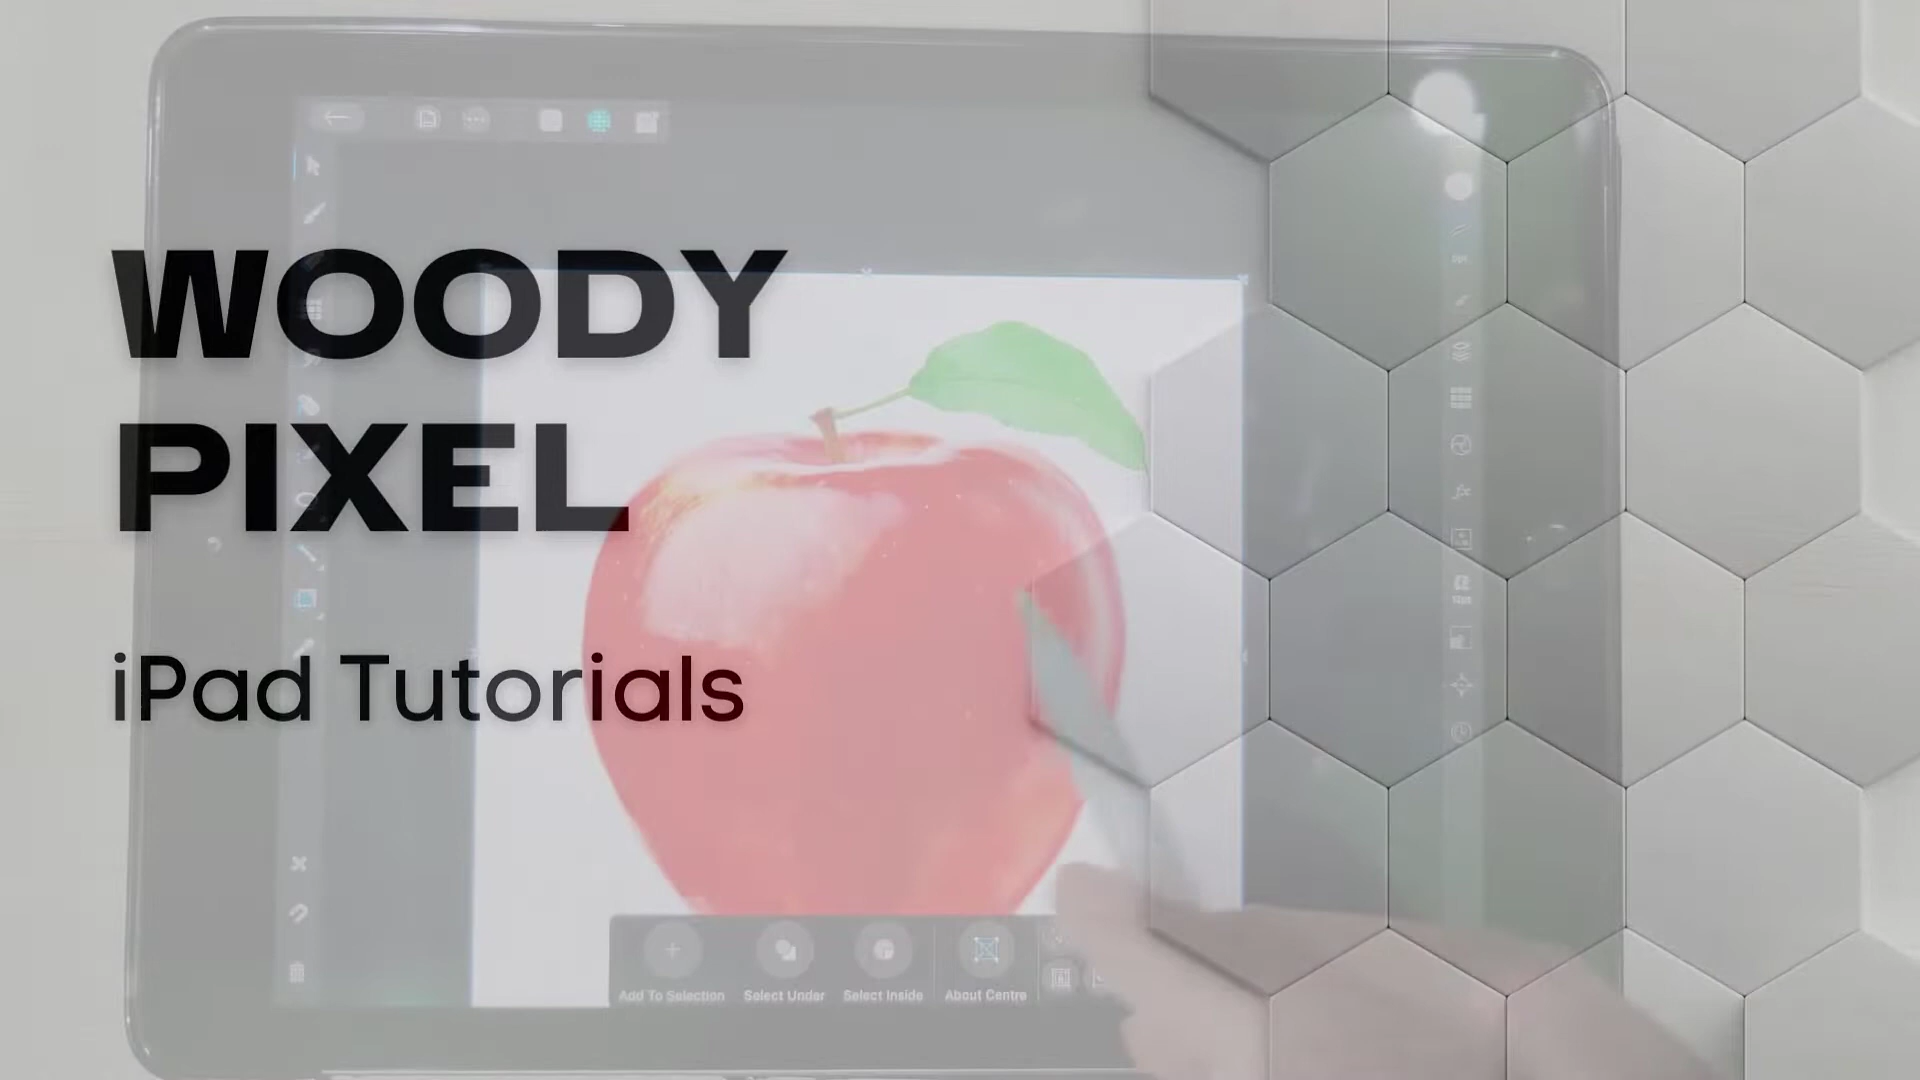 WOODY
PIXEL
iPad Tutorials
Add To Selection
Select Under
Select Inside
About Centre